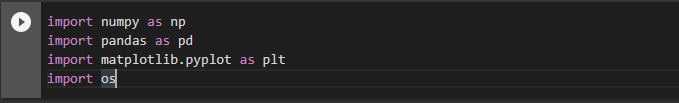 import numpy as np
import pandas as pd
import matplotlib.pyplot as plt
import os